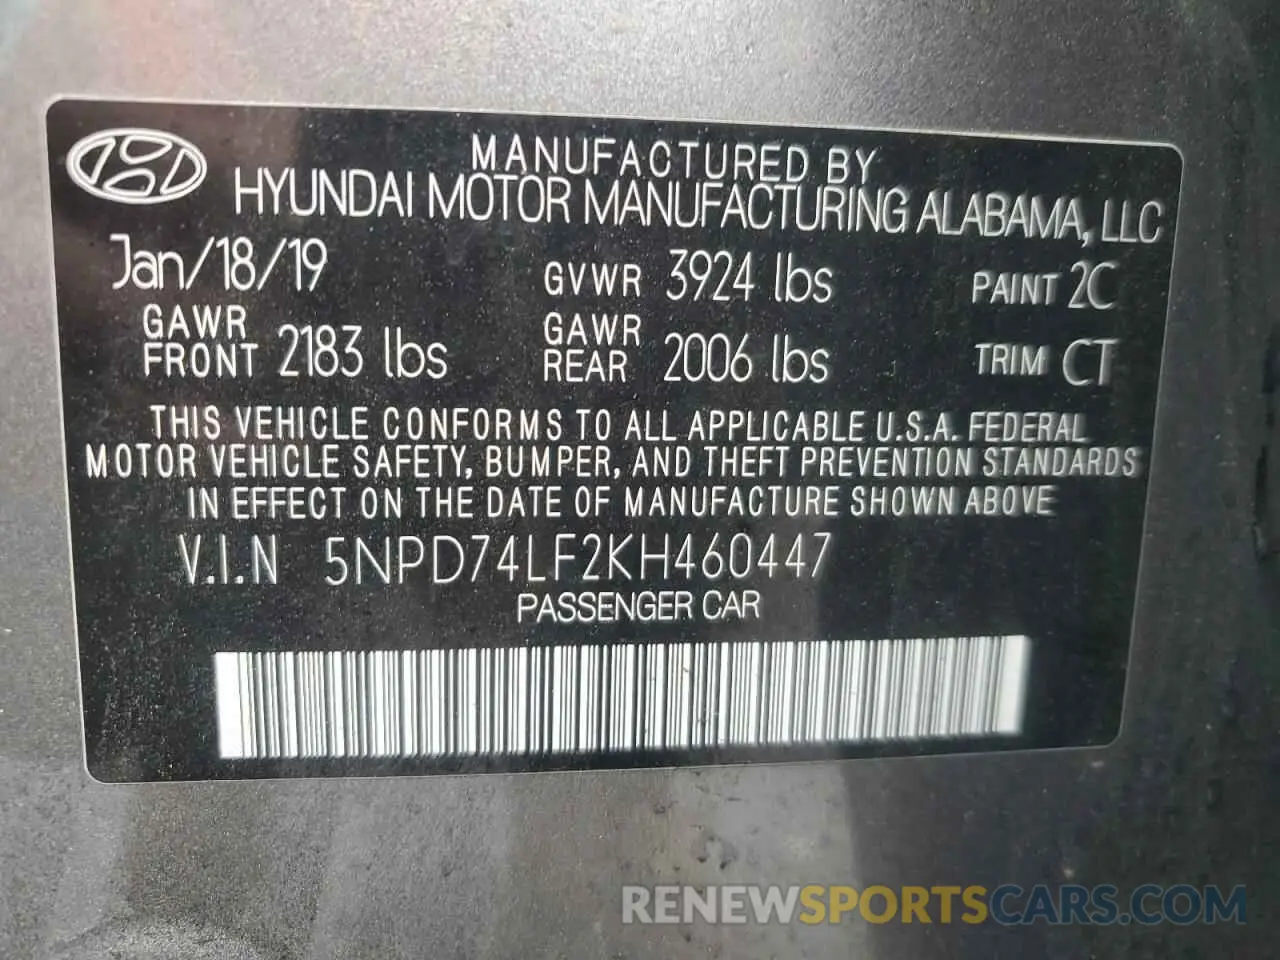 MANUFACTURED BY
HYUNDAI MOTOR MANUFACTURING ALABAMA, LLC
Jan/18/19 GVWR 3924 lbs PAINT 2C
GAWR FRONT 2183 lbs GAWR REAR 2006 lbs TRIM CT
THIS VEHICLE CONFORMS TO ALL APPLICABLE U.S.A. FEDERAL
MOTOR VEHICLE SAFETY, BUMPER, AND THEFT PREVENTION STANDARDS
IN EFFECT ON THE DATE OF MANUFACTURE SHOWN ABOVE
V.I.N 5NPD74LF2KH460447
PASSENGER CAR
RENEWSPORTSCARS.COM